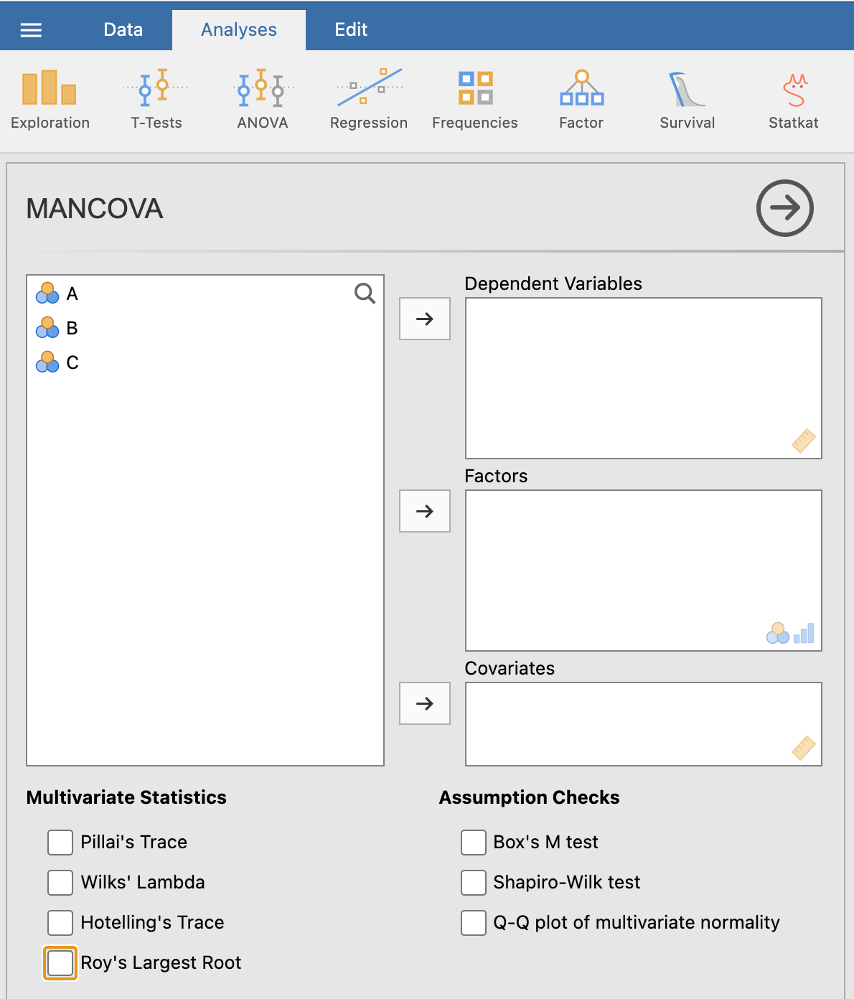 Data Analyses Edit
Exploration T-Tests ANOVA Regression Frequencies Factor Survival Statkat
MANCOVA
A
B
C
Dependent Variables
Factors
Covariates
Multivariate Statistics
Pillai's Trace
Wilks' Lambda
Hotelling's Trace
Roy's Largest Root
Assumption Checks
Box's M test
Shapiro-Wilk test
Q-Q plot of multivariate normality